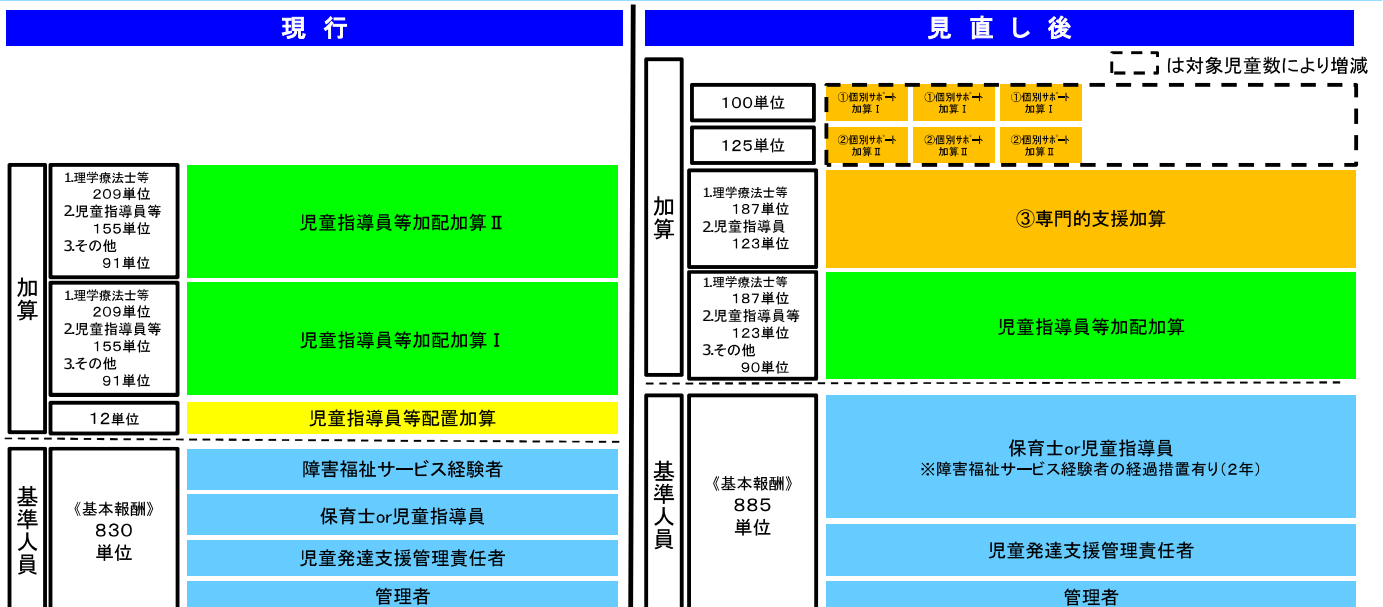 現 行
加算
1.理学療法士等
209単位
2.児童指導員等
155単位
3.その他
91単位
児童指導員等加配加算Ⅱ
1.理学療法士等
209単位
2.児童指導員等
155単位
3.その他
91単位
児童指導員等加配加算Ⅰ
12単位
児童指導員等配置加算
基準人員
《基本報酬》
830
単位
障害福祉サービス経験者
保育士or児童指導員
児童発達支援管理責任者
管理者
見 直 し 後
は対象児童数により増減
加算
100単位
①個別サポート
加算Ⅰ
①個別サポート
加算Ⅰ
①個別サポート
加算Ⅰ
125単位
②個別サポート
加算Ⅱ
②個別サポート
加算Ⅱ
②個別サポート
加算Ⅱ
1.理学療法士等
187単位
2.児童指導員
123単位
③専門的支援加算
1.理学療法士等
187単位
2.児童指導員等
123単位
3.その他
90単位
児童指導員等加配加算
基準人員
《基本報酬》
885
単位
保育士or児童指導員
※障害福祉サービス経験者の経過措置有り(2年)
児童発達支援管理責任者
管理者